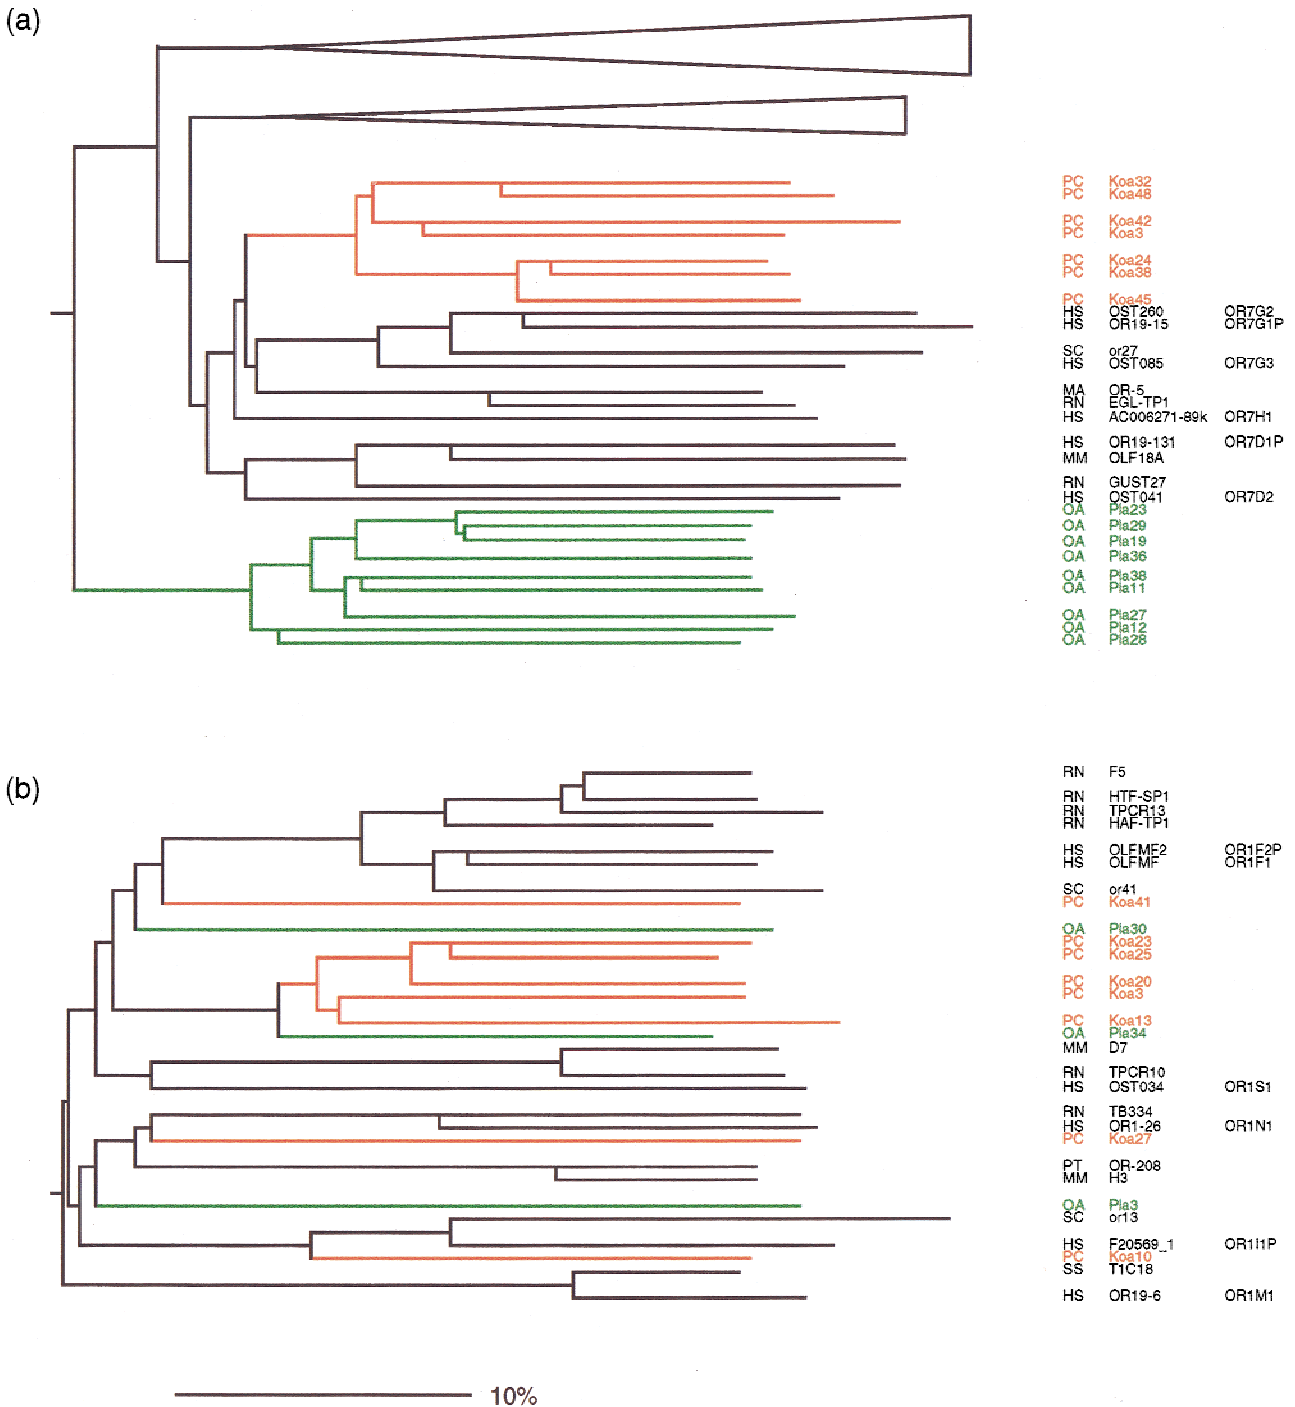 (a)
PC Koa32
PC Koa48
PC Koa42
PC Koa3
PC Koa24
PC Koa38
PC Koa45
HS OST260 OR7G2
HS OR19-15 OR7G1P
SC or27
HS OST085 OR7G3
MA OR-5
RN EGL-TP1
HS AC006271-89k OR7H1
HS OR19-131 OR7D1P
MM OLF18A
RN GUST27
HS OST041 OR7D2
OA Pla23
OA Pla29
OA Pla19
OA Pla36
OA Pla38
OA Pla11
OA Pla27
OA Pla12
OA Pla28
(b)
RN F5
RN HTF-SP1
RN TPCR13
RN HAF-TP1
HS OLFMF2 OR1F2P
HS OLFMF OR1F1
SC or41
PC Koa41
OA Pla30
PC Koa23
PC Koa25
PC Koa20
PC Koa3
PC Koa13
OA Pla34
MM D7
RN TPCR10
HS OST034 OR1S1
RN TB334
HS OR1-26 OR1N1
PC Koa27
PT OR-208
MM H3
OA Pla3
SC or13
HS F20569_1 OR1I1P
PC Koa10
SS T1C18
HS OR19-6 OR1M1
10%